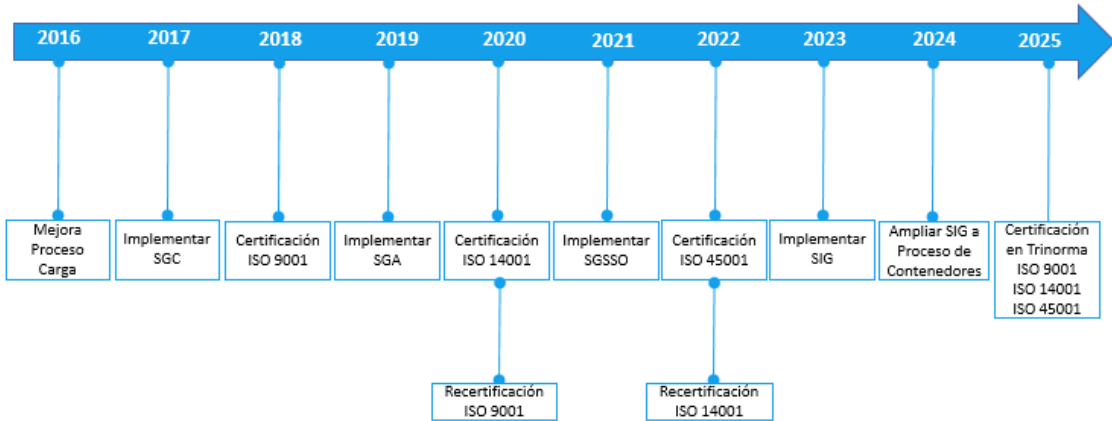 2016
2017
2018
2019
2020
2021
2022
2023
2024
2025
Mejora
Proceso
Carga
Implementar
SGC
Certificación
ISO 9001
Implementar
SGA
Certificación
ISO 14001
Implementar
SGSSO
Certificación
ISO 45001
Implementar
SIG
Ampliar SIG a
Proceso de
Contenedores
Certificación
en Trinorma
ISO 9001
ISO 14001
ISO 45001
Recertificación
ISO 9001
Recertificación
ISO 14001